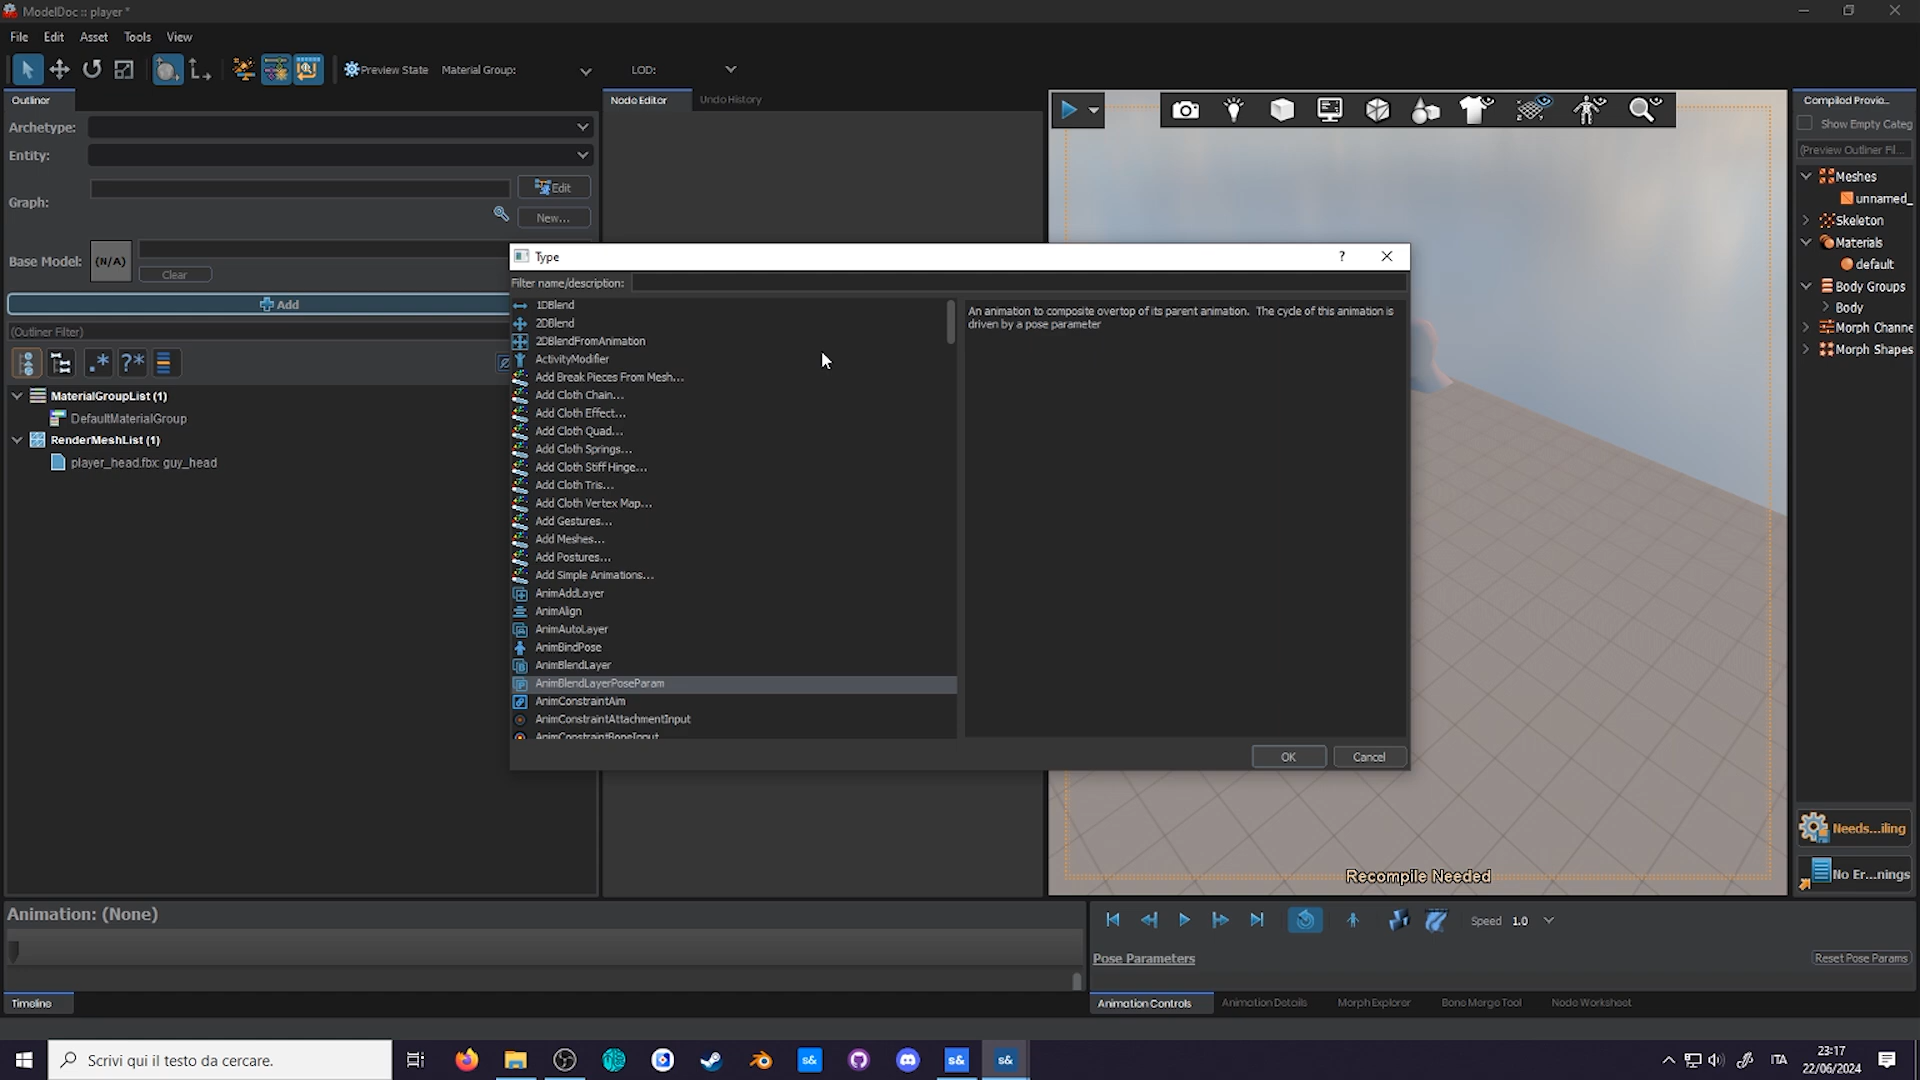 ModelDoc :: player *
File Edit Asset Tools View
Preview State Material Group: LOD:
Outliner
Archetype:
Entity:
Graph:
Edit
New...
Base Model:
(N/A)
Clear
Add
(Outliner Filter)
MaterialGroupList (1)
DefaultMaterialGroup
RenderMeshList (1)
player_head.fbx: guy_head
Node Editor Undo History
Type
?
Filter name/description:
1DBlend
2DBlend
2DBlendFromAnimation
ActivityModifier
Add Break Pieces From Mesh...
Add Cloth Chain...
Add Cloth Effect...
Add Cloth Quad...
Add Cloth Springs...
Add Cloth Stiff Hinge...
Add Cloth Tris...
Add Cloth Vertex Map...
Add Gestures...
Add Meshes...
Add Postures...
Add Simple Animations...
AnimAddLayer
AnimAlign
AnimAutoLayer
AnimBindPose
AnimBlendLayer
AnimBlendLayerPoseParam
AnimConstraintAim
AnimConstraintAttachmentInput
AnimConstraintBoneInput
An animation to composite overtop of its parent animation. The cycle of this animation is
driven by a pose parameter
OK Cancel
Recompile Needed
Compiled Previe...
Show Empty Categ
(Preview Outliner Fil...
Meshes
unnamed_
Skeleton
Materials
default
Body Groups
Body
Morph Channe
Morph Shapes
Needs...iling
No Er...nings
Animation: (None)
Timeline
Speed 1.0
Pose Parameters Reset Pose Params
Animation Controls Animation Details Morph Explorer Bone Merge Tool Node Worksheet
Scrivi qui il testo da cercare.
s& s& s&
ITA
23:17
22/06/2024